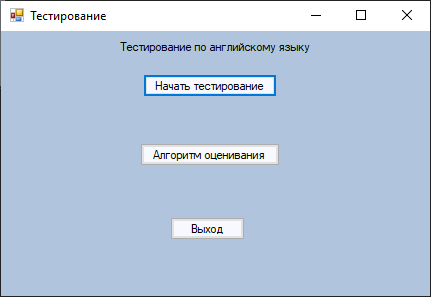 Тестирование
Тестирование по английскому языку
Начать тестирование
Алгоритм оценивания
Выход